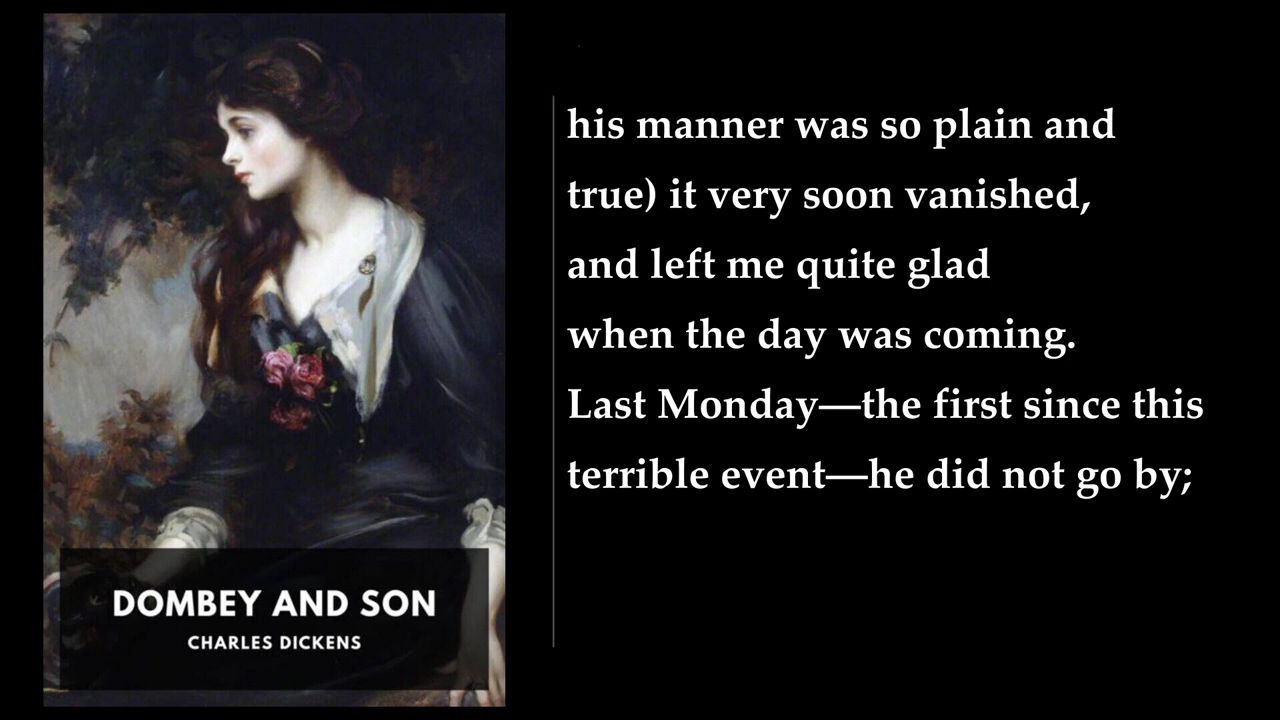 his manner was so plain and
true) it very soon vanished,
and left me quite glad
when the day was coming.
Last Monday—the first since this
terrible event—he did not go by;
DOMBEY AND SON
CHARLES DICKENS